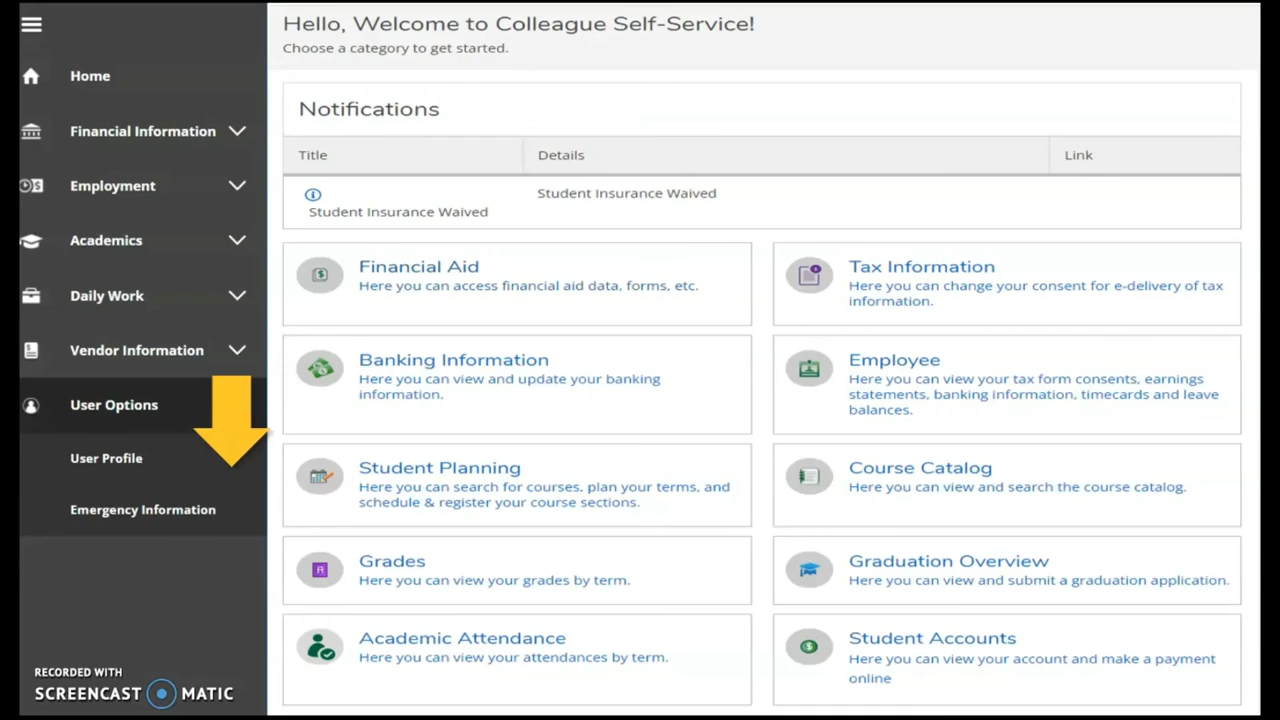 Hello, Welcome to Colleague Self-Service!
Choose a category to get started.
Home
Financial Information
Employment
Academics
Daily Work
Vendor Information
User Options
User Profile
Emergency Information
RECORDED WITH
SCREENCAST MATIC
Notifications
Title Details Link
Student Insurance Waived
Student Insurance Waived
Financial Aid
Here you can access financial aid data, forms, etc.
Tax Information
Here you can change your consent for e-delivery of tax
information.
Banking Information
Here you can view and update your banking
information.
Employee
Here you can view your tax form consents, earnings
statements, banking information, timecards and leave
balances.
Student Planning
Here you can search for courses, plan your terms, and
schedule & register your course sections.
Course Catalog
Here you can view and search the course catalog.
Grades
Here you can view your grades by term.
Graduation Overview
Here you can view and submit a graduation application.
Academic Attendance
Here you can view your attendances by term.
Student Accounts
Here you can view your account and make a payment
online